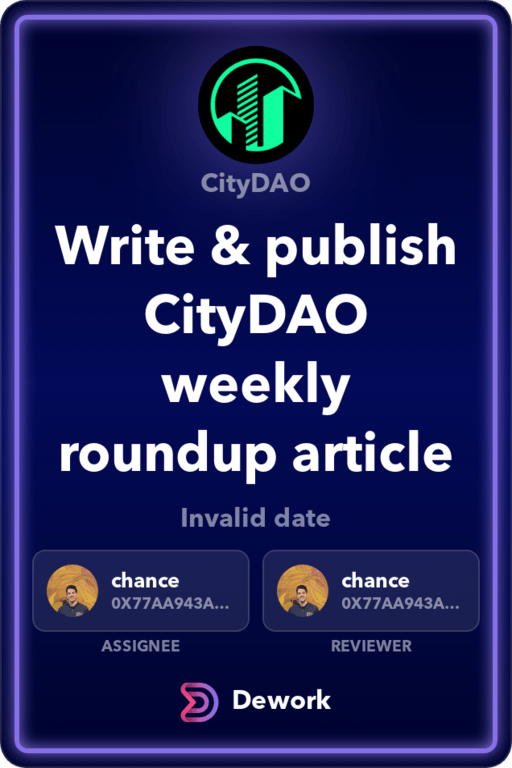 CityDAO
Write & publish
CityDAO
weekly
roundup article
Invalid date
chance
0X77AA943A...
ASSIGNEE
chance
0X77AA943A...
REVIEWER
Dework